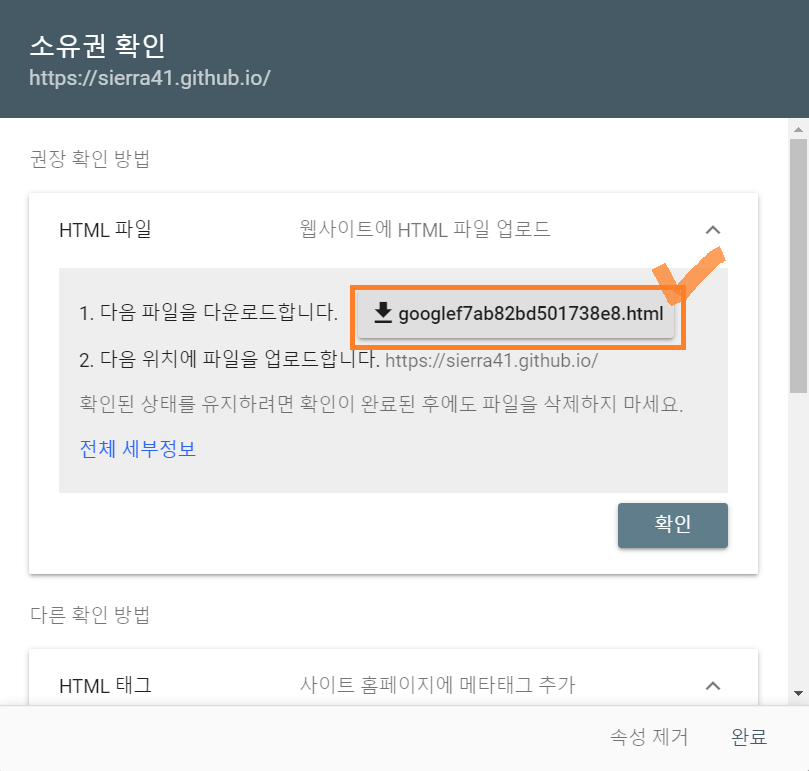 소유권 확인
https://sierra41.github.io/
권장 확인 방법
HTML 파일 웹사이트에 HTML 파일 업로드
1. 다음 파일을 다운로드합니다. googlef7ab82bd501738e8.html
2. 다음 위치에 파일을 업로드합니다. https://sierra41.github.io/
확인된 상태를 유지하려면 확인이 완료된 후에도 파일을 삭제하지 마세요.
전체 세부정보
확인
다른 확인 방법
HTML 태그 사이트 홈페이지에 메타태그 추가
속성 제거 완료